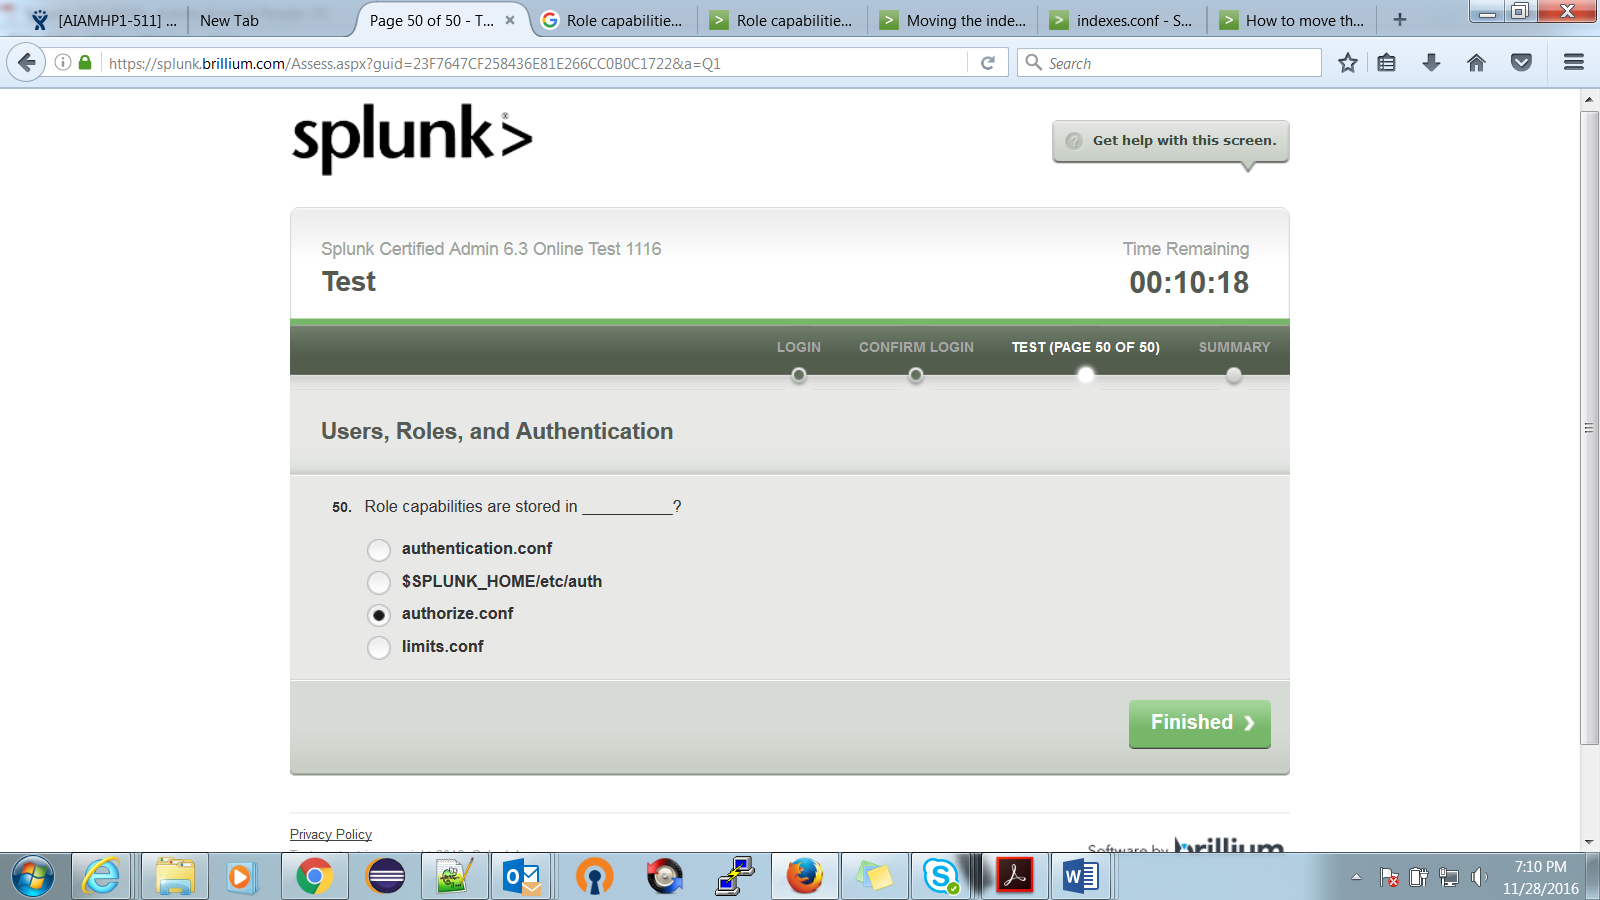 [AIAMHP1-511] ...
New Tab
Page 50 of 50 - T...
Role capabilitie...
Role capabilitie...
Moving the inde...
indexes.conf - S...
How to move th...
https://splunk.brillium.com/Assess.aspx?guid=23F7647CF258436E81E266CC0B0C1722&a=Q1
Search
splunk>
Get help with this screen.
Splunk Certified Admin 6.3 Online Test 1116
Time Remaining
Test
00:10:18
LOGIN
CONFIRM LOGIN
TEST (PAGE 50 OF 50)
SUMMARY
Users, Roles, and Authentication
50. Role capabilities are stored in __________?
authentication.conf
$SPLUNK_HOME/etc/auth
authorize.conf
limits.conf
Finished
Privacy Policy
Software by brillium
7:10 PM
11/28/2016